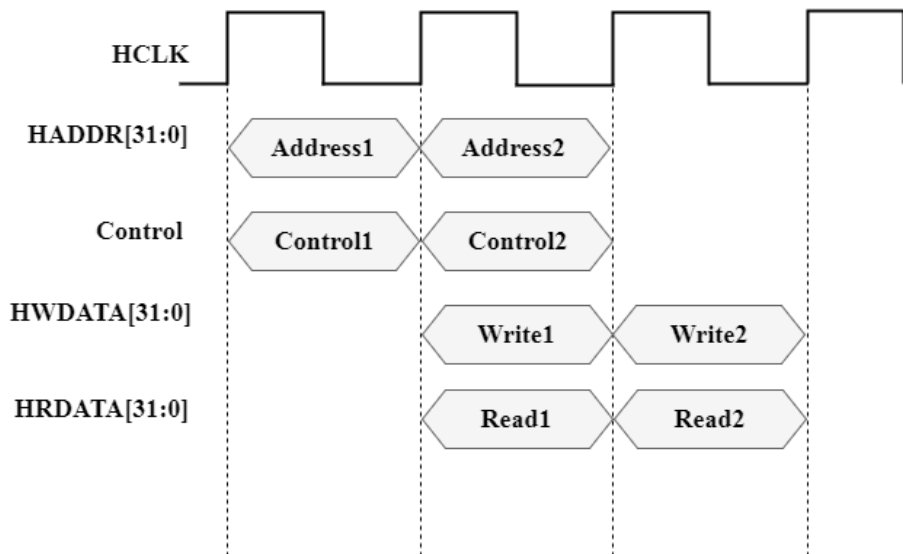 HCLK
HADDR[31:0]
Address1 Address2
Control
Control1 Control2
HWDATA[31:0]
Write1 Write2
HRDATA[31:0]
Read1 Read2